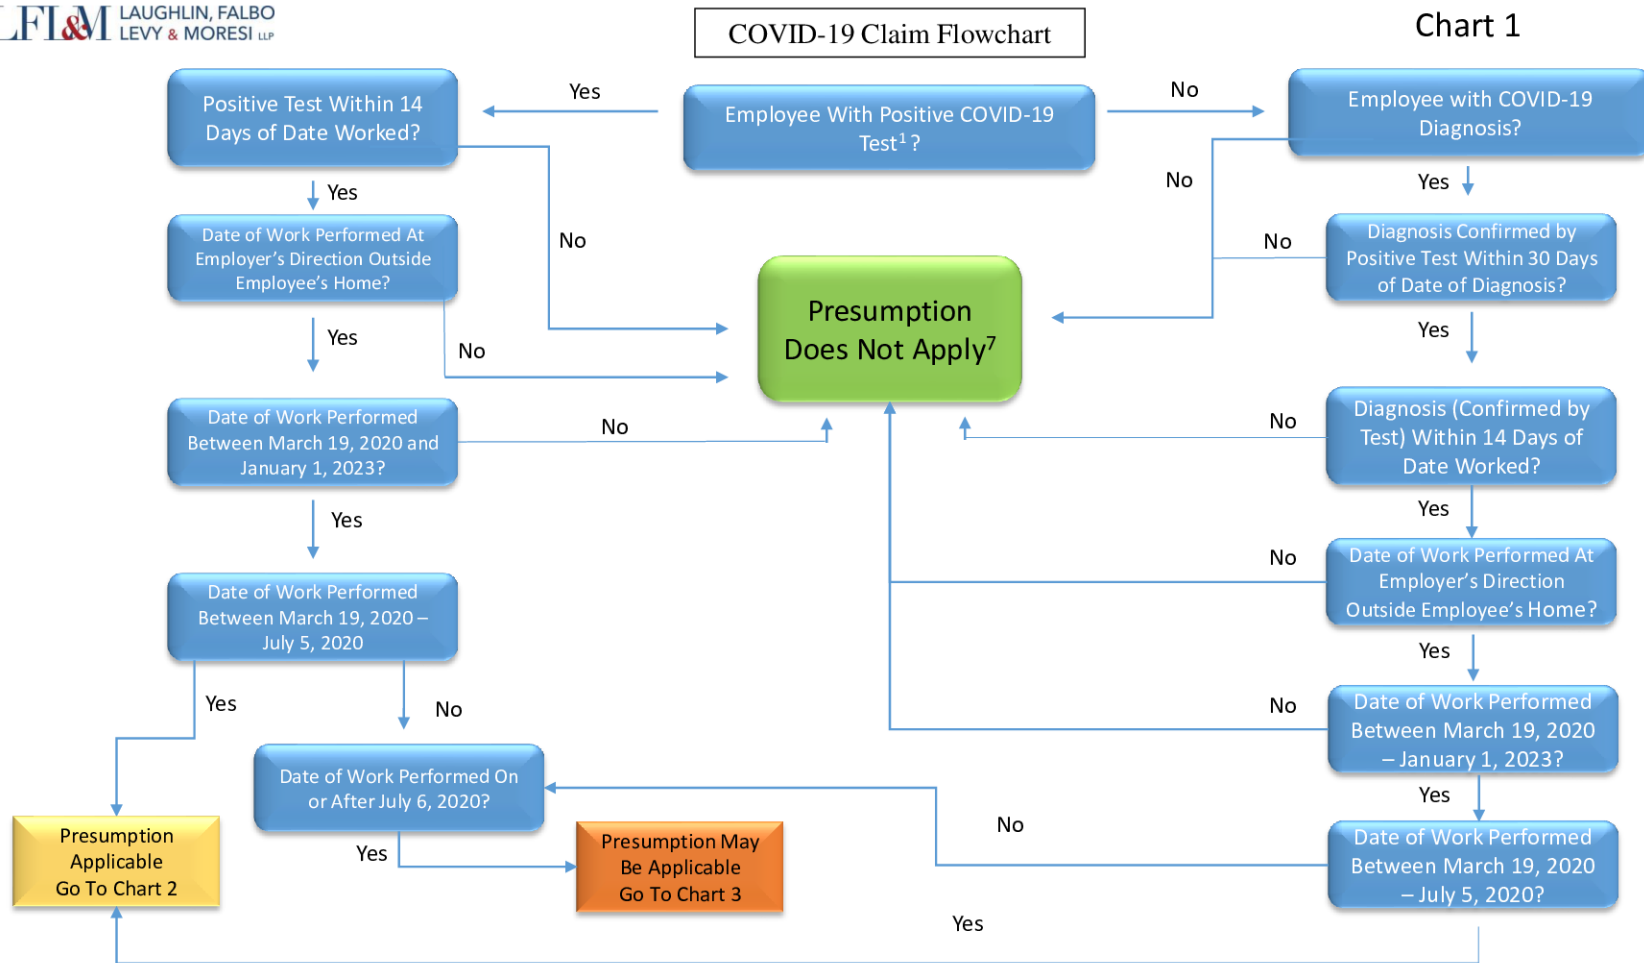 LFL&M LAUGHLIN, FALBO
LEVY & MORESI LLP
COVID-19 Claim Flowchart
Chart 1
Positive Test Within 14
Days of Date Worked?
Yes
Employee With Positive COVID-19
Test¹ ?
No
Employee with COVID-19
Diagnosis?
Yes
No
No
Yes
Date of Work Performed At
Employer's Direction Outside
Employee's Home?
No
Diagnosis Confirmed by
Positive Test Within 30 Days
of Date of Diagnosis?
Presumption
Does Not Apply⁷
Yes
No
Yes
Date of Work Performed
Between March 19, 2020 and
January 1, 2023?
No
No
Diagnosis (Confirmed by
Test) Within 14 Days of
Date Worked?
Yes
Yes
No
Date of Work Performed At
Employer's Direction
Outside Employee's Home?
Date of Work Performed
Between March 19, 2020 –
July 5, 2020
Yes
Yes
No
No
Date of Work Performed
Between March 19, 2020
– January 1, 2023?
Date of Work Performed On
or After July 6, 2020?
Yes
Yes
No
Presumption
Applicable
Go To Chart 2
Presumption May
Be Applicable
Go To Chart 3
Date of Work Performed
Between March 19, 2020
– July 5, 2020?
Yes